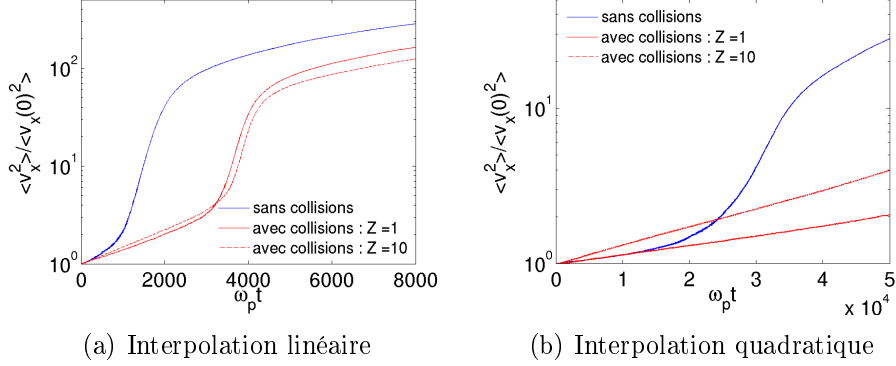 <v_x^2>/<v_x(0)^2>
10^2
10^1
10^0
sans collisions
avec collisions : Z =1
avec collisions : Z =10
0 2000 4000 6000 8000
ω_p t
(a) Interpolation linéaire
<v_x^2>/<v_x(0)^2>
10^1
10^0
sans collisions
avec collisions : Z =1
avec collisions : Z =10
0 1 2 3 4 5
ω_p t
x 10^4
(b) Interpolation quadratique